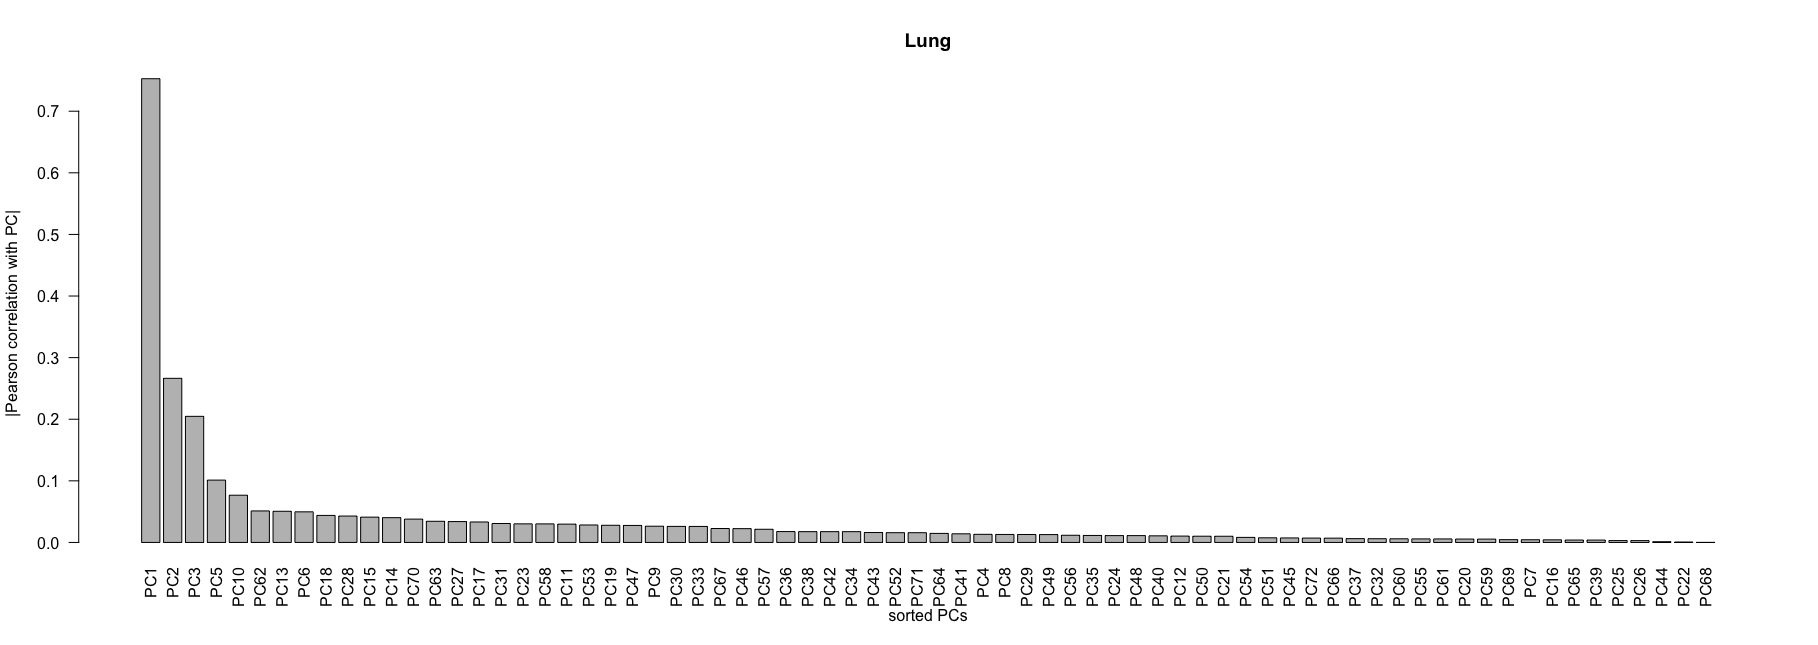 Lung
|Pearson correlation with PC|
0.7
0.6
0.5
0.4
0.3
0.2
0.1
0.0
PC1
PC2
PC3
PC5
PC10
PC62
PC13
PC6
PC18
PC28
PC15
PC14
PC70
PC63
PC27
PC17
PC31
PC23
PC58
PC11
PC53
PC19
PC47
PC9
PC30
PC33
PC67
PC46
PC57
PC36
PC38
PC42
PC34
PC43
PC52
PC71
PC64
PC41
PC4
PC8
PC29
PC49
PC56
PC35
PC24
PC48
PC40
PC12
PC50
PC21
PC54
PC51
PC45
PC72
PC66
PC37
PC32
PC60
PC55
PC61
PC20
PC59
PC69
PC7
PC16
PC65
PC39
PC25
PC26
PC44
PC22
PC68
sorted PCs